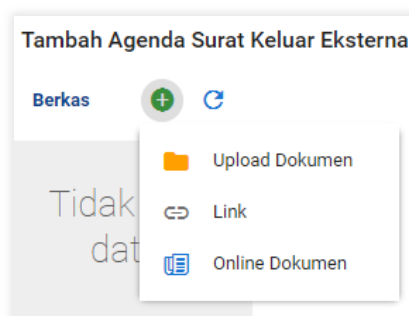 Tambah Agenda Surat Keluar Eksterna
Berkas
Upload Dokumen
Link
Online Dokumen
Tidak
dat